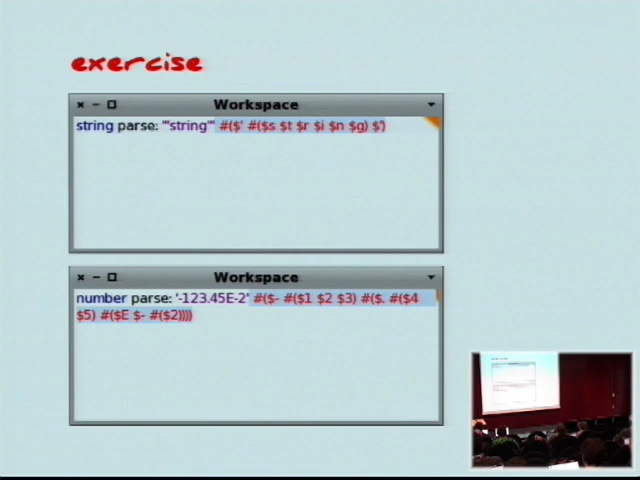 exercise
Workspace
string parse: '''string''' #($' #($s $t $r $i $n $g) $')
Workspace
number parse: '-123.45E-2' #($- #($1 $2 $3) #($. #($4
$5) #($E $- #($2))))